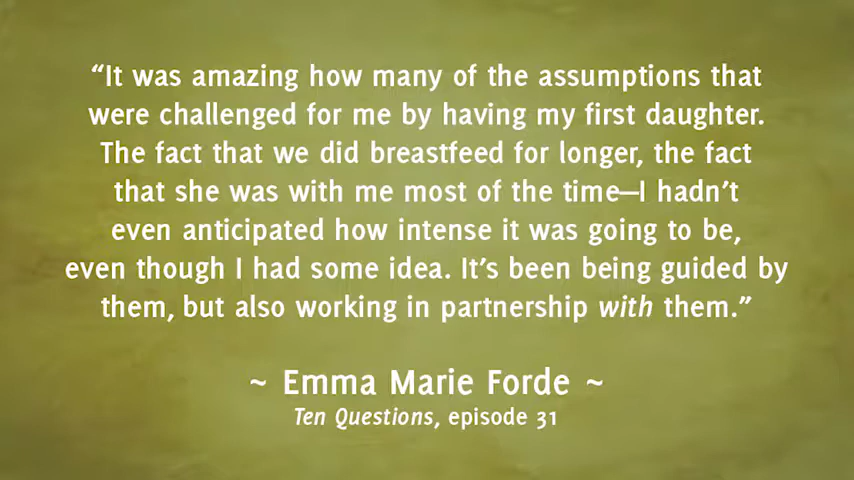 “It was amazing how many of the assumptions that
were challenged for me by having my first daughter.
The fact that we did breastfeed for longer, the fact
that she was with me most of the time—I hadn’t
even anticipated how intense it was going to be,
even though I had some idea. It’s been being guided by
them, but also working in partnership with them.”
~ Emma Marie Forde ~
Ten Questions, episode 31